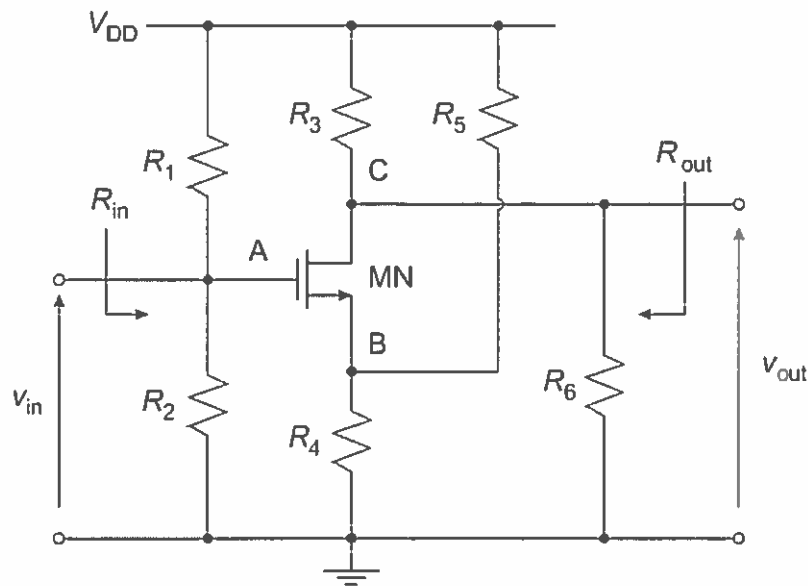 V_DD
R_3
R_5
R_1
C
R_out
R_in
A
MN
B
v_in
R_2
R_4
R_6
v_out